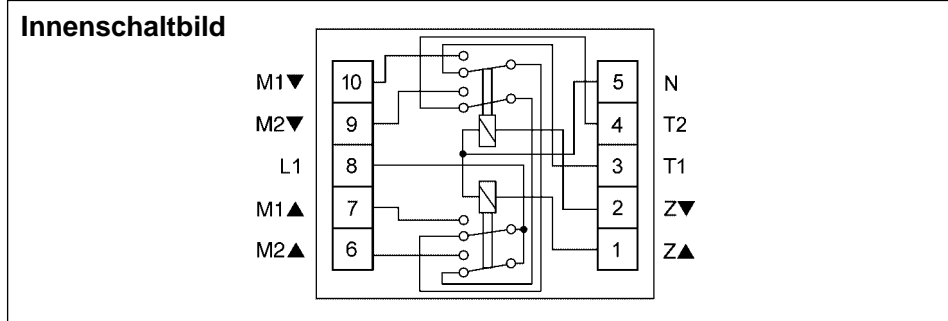 Innenschaltbild
M1▼ 10 5 N
M2▼ 9 4 T2
L1 8 3 T1
M1▲ 7 2 Z▼
M2▲ 6 1 Z▲